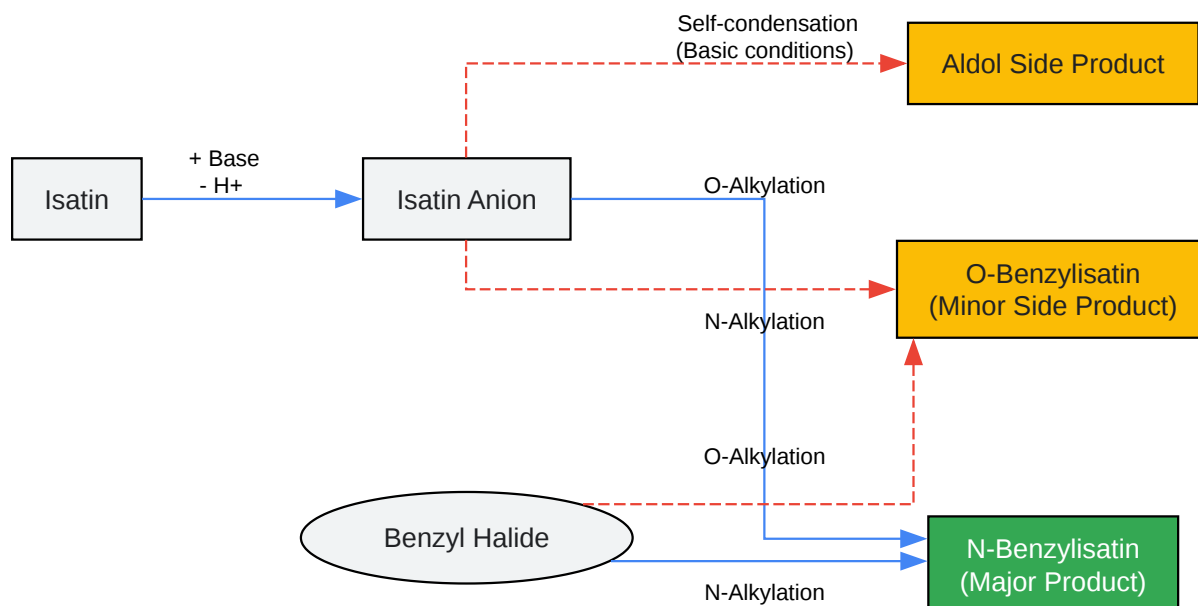 Self-condensation
(Basic conditions)
Aldol Side Product
+ Base
- H+
Isatin
Isatin Anion
O-Alkylation
O-Benzylisatin
(Minor Side Product)
N-Alkylation
O-Alkylation
Benzyl Halide
N-Benzylisatin
(Major Product)
N-Alkylation